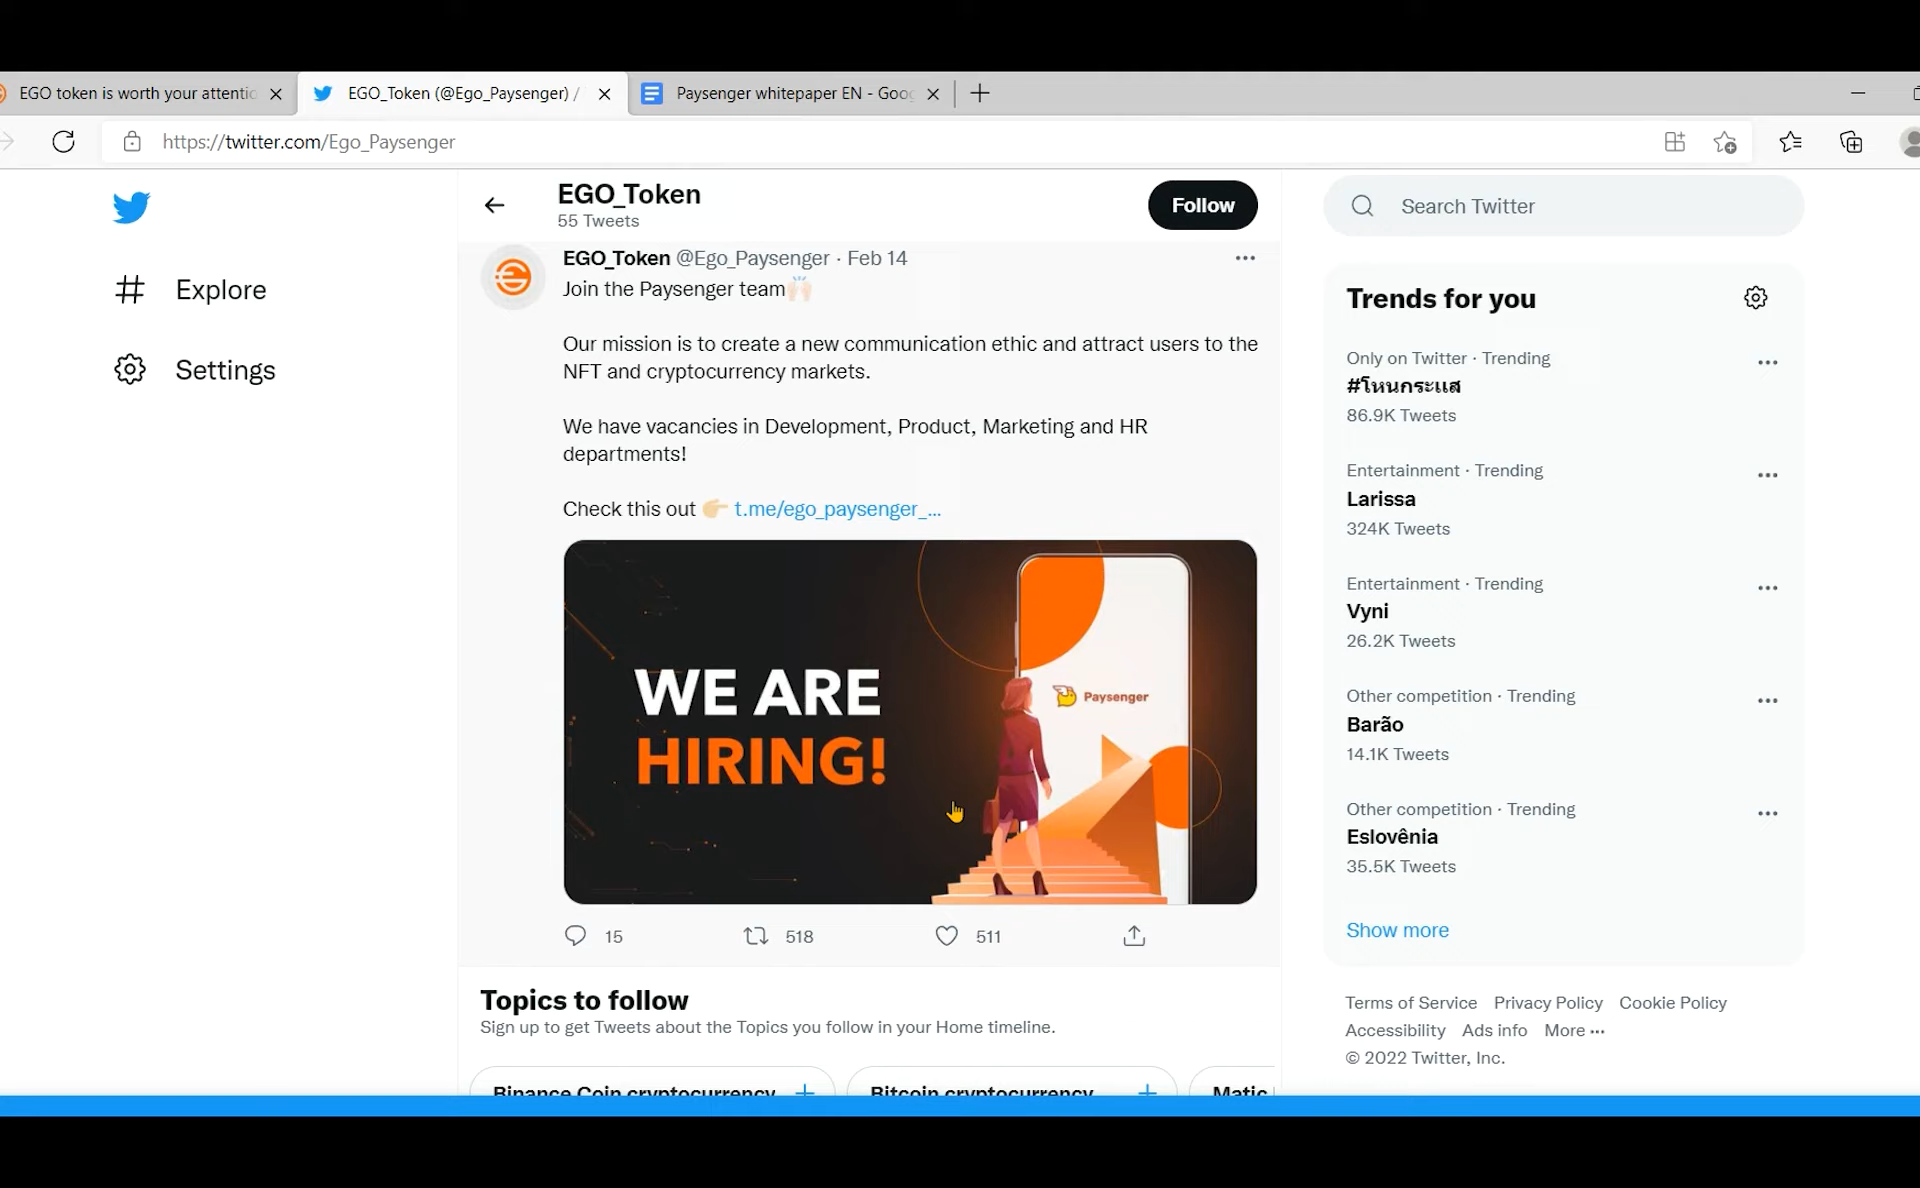 EGO token is worth your attentio
EGO_Token (@Ego_Paysenger) /
Paysenger whitepaper EN - Goog
https://twitter.com/Ego_Paysenger
EGO_Token
55 Tweets
Follow
Search Twitter
Explore
Settings
EGO_Token @Ego_Paysenger · Feb 14
Join the Paysenger team🙌🏻
Our mission is to create a new communication ethic and attract users to the
NFT and cryptocurrency markets.
We have vacancies in Development, Product, Marketing and HR
departments!
Check this out 👉🏼 t.me/ego_paysenger_...
WE ARE
HIRING!
Paysenger
15
518
511
Topics to follow
Sign up to get Tweets about the Topics you follow in your Home timeline.
Binance Coin cryptocurrency
Bitcoin cryptocurrency
Matic
Trends for you
Only on Twitter · Trending
#โหนกระแส
86.9K Tweets
Entertainment · Trending
Larissa
324K Tweets
Entertainment · Trending
Vyni
26.2K Tweets
Other competition · Trending
Barão
14.1K Tweets
Other competition · Trending
Eslovênia
35.5K Tweets
Show more
Terms of Service Privacy Policy Cookie Policy
Accessibility Ads info More ···
© 2022 Twitter, Inc.